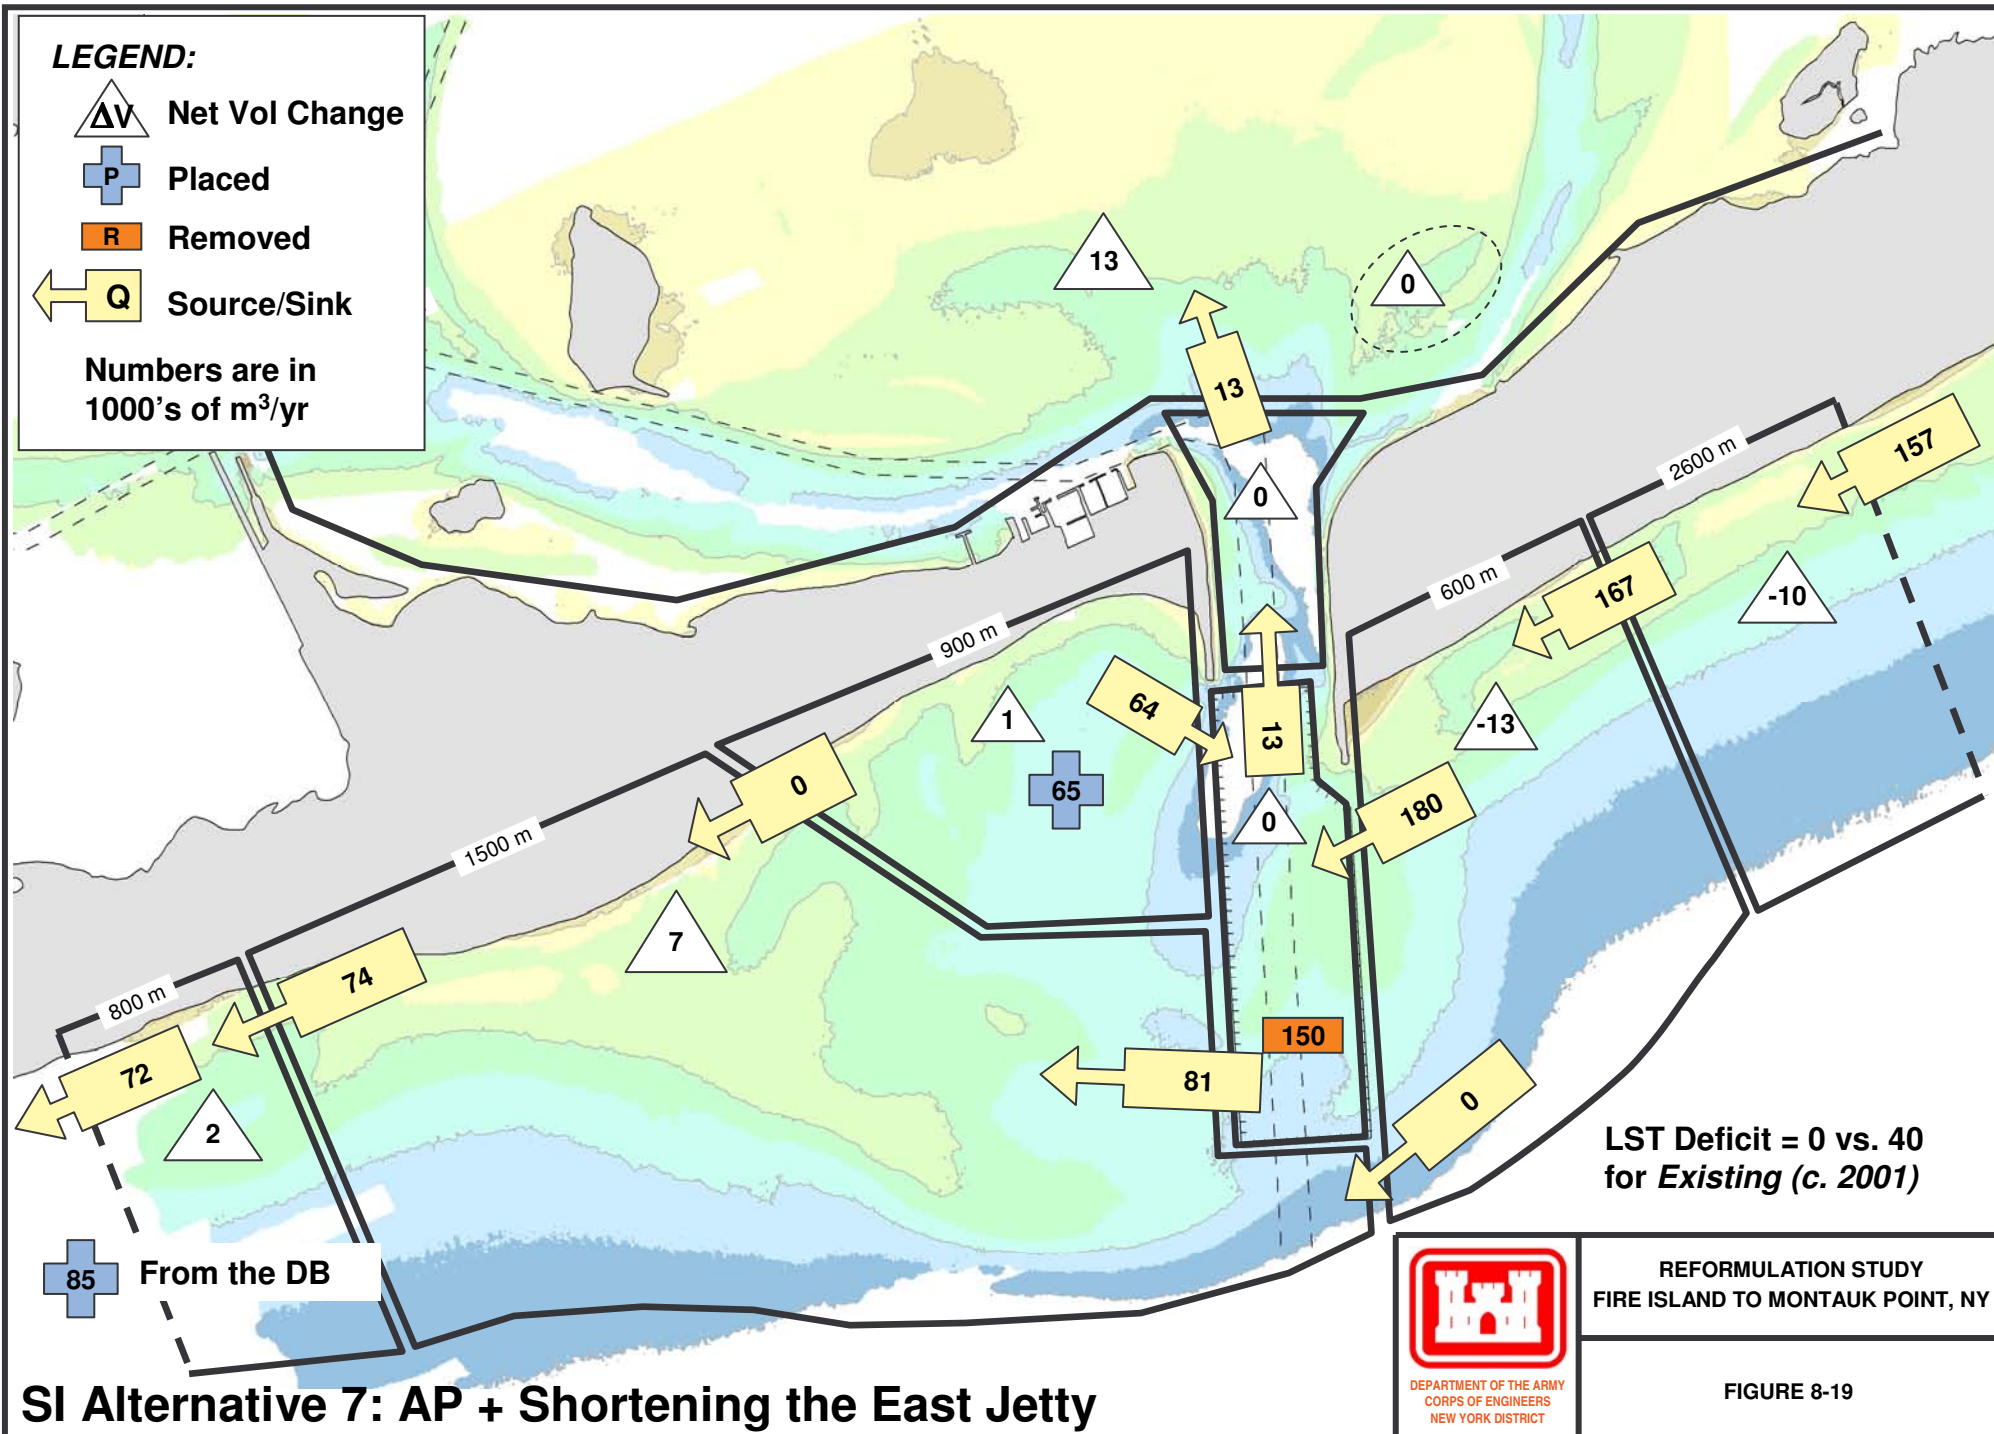 LEGEND:
ΔV Net Vol Change
P Placed
R Removed
Q Source/Sink
Numbers are in
1000's of m³/yr
13
0
13
157
2600 m
0
600 m
167
-10
900 m
64
1
13
-13
65
0
180
0
1500 m
7
74
800 m
150
72
81
0
2
LST Deficit = 0 vs. 40
for Existing (c. 2001)
85 From the DB
SI Alternative 7: AP + Shortening the East Jetty
DEPARTMENT OF THE ARMY
CORPS OF ENGINEERS
NEW YORK DISTRICT
REFORMULATION STUDY
FIRE ISLAND TO MONTAUK POINT, NY
FIGURE 8-19